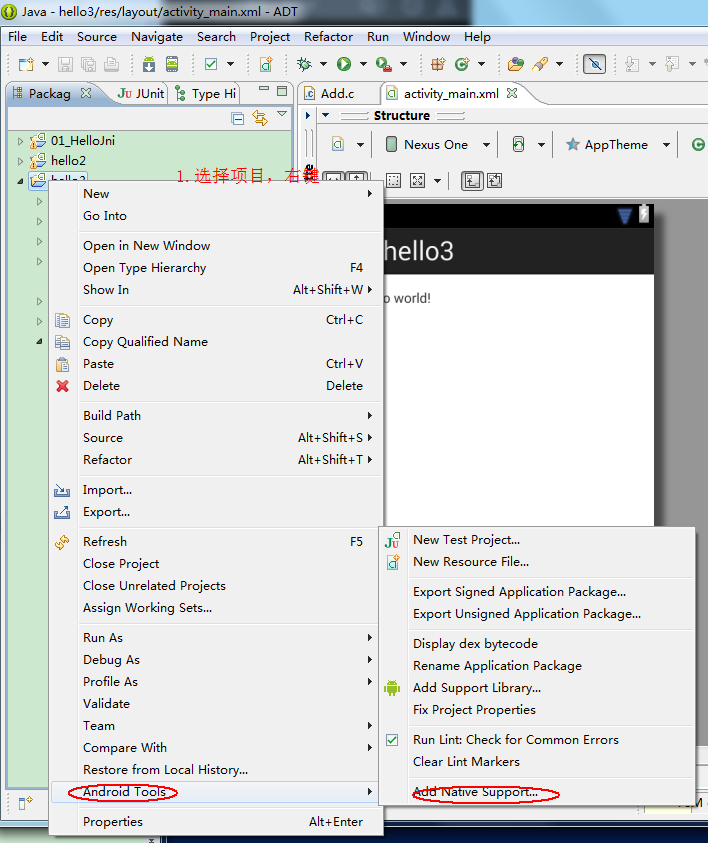 Java - hello3/res/layout/activity_main.xml - ADT
File Edit Source Navigate Search Project Refactor Run Window Help
Packag JUnit Type Hi
Add.c activity_main.xml
Structure
01_HelloJni
hello2
1.选择项目，右键
Nexus One AppTheme
hello3
o world!
New
Go Into
Open in New Window
Open Type Hierarchy F4
Show In Alt+Shift+W
Copy Ctrl+C
Copy Qualified Name
Paste Ctrl+V
Delete Delete
Build Path
Source Alt+Shift+S
Refactor Alt+Shift+T
Import...
Export...
Refresh F5
Close Project
Close Unrelated Projects
Assign Working Sets...
Run As
Debug As
Profile As
Validate
Team
Compare With
Restore from Local History...
Android Tools
Properties Alt+Enter
New Test Project...
New Resource File...
Export Signed Application Package...
Export Unsigned Application Package...
Display dex bytecode
Rename Application Package
Add Support Library...
Fix Project Properties
Run Lint: Check for Common Errors
Clear Lint Markers
Add Native Support...